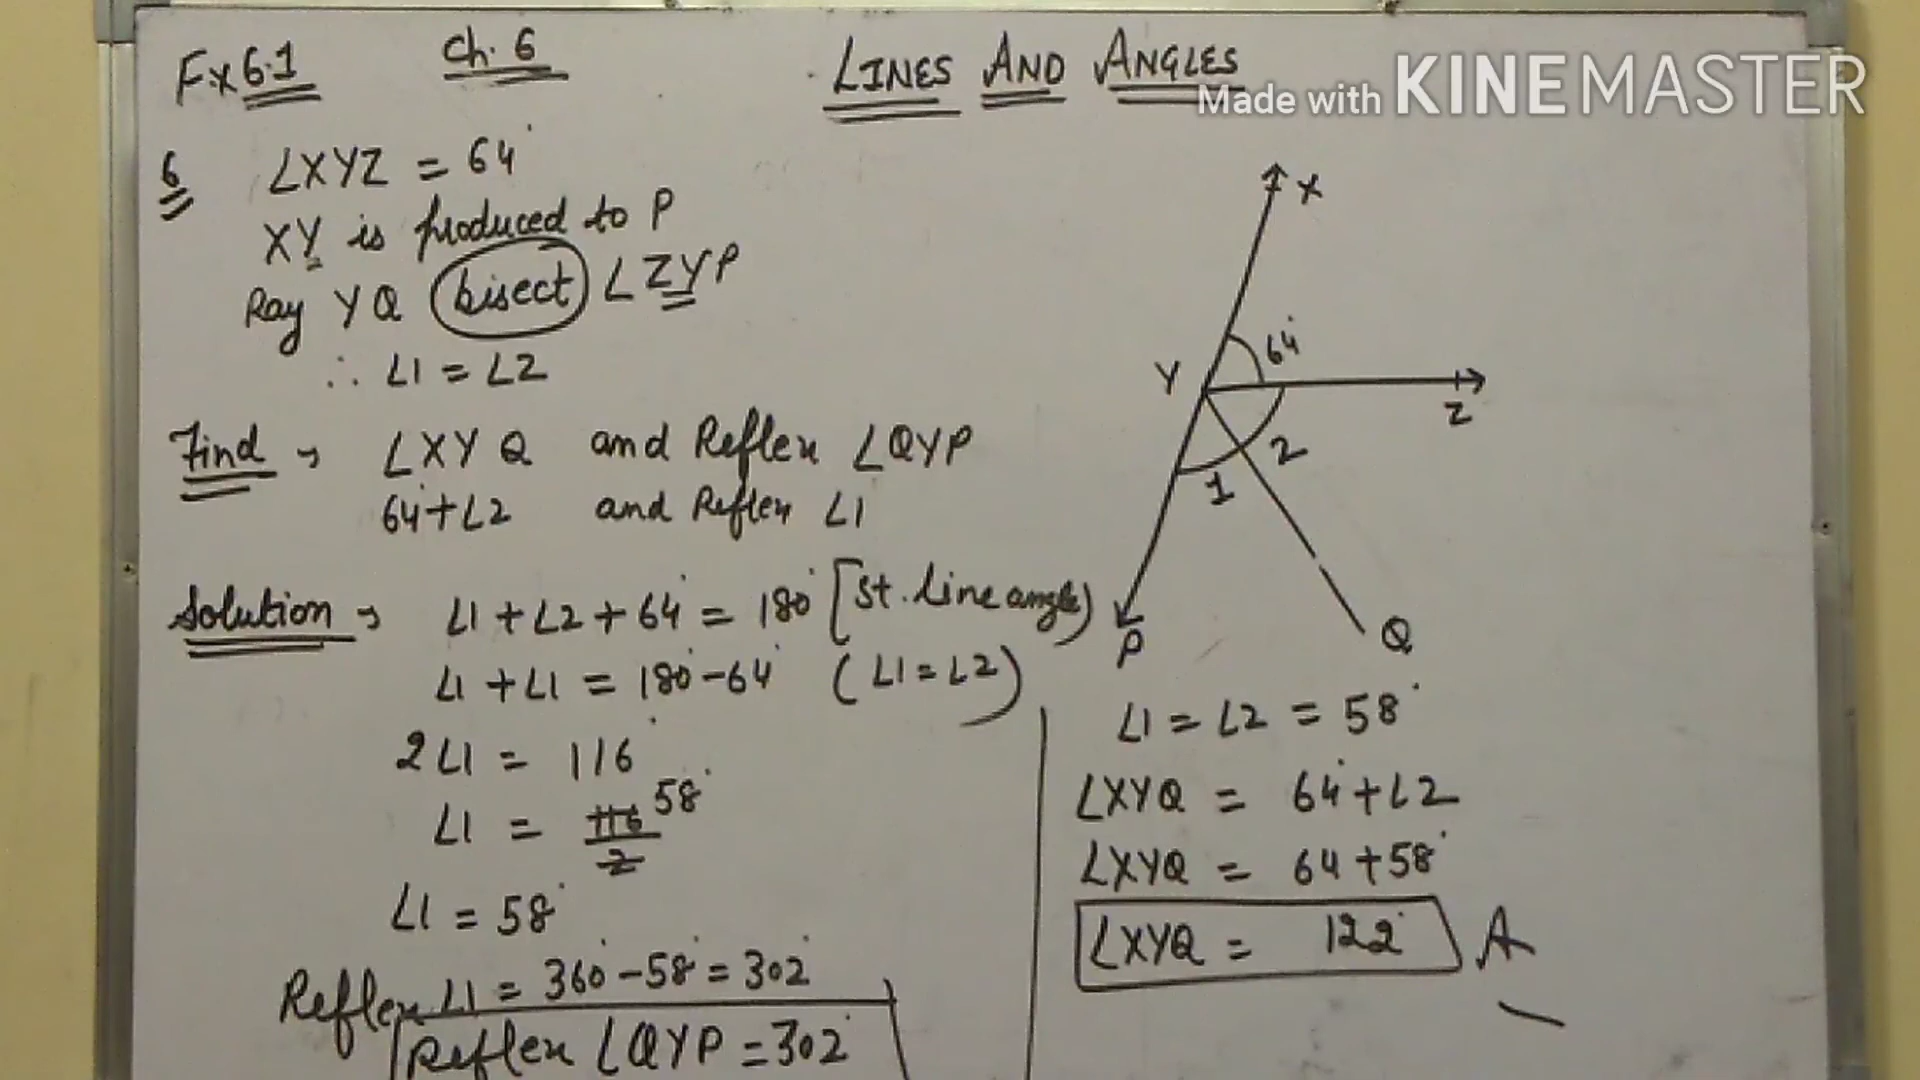 Ex 6.1 Ch. 6 LINES AND ANGLES
Made with KINEMASTER
6 ∠XYZ = 64°
XY is produced to P
Ray YQ bisect ∠ZYP
∴ ∠1 = ∠2
Find → ∠XYQ and Reflex ∠QYP
64°+∠2 and Reflex ∠1
Solution → ∠1 + ∠2 + 64° = 180° [St. line angle)
∠1 + ∠1 = 180° - 64° (∠1 = ∠2)
2∠1 = 116°
∠1 = 116/2 58°
∠1 = 58°
Reflex ∠1 = 360° - 58° = 302°
Reflex ∠QYP = 302°
X
64°
Y
Z
2
1
P
Q
∠1 = ∠2 = 58°
∠XYQ = 64° + ∠2
∠XYQ = 64 + 58°
∠XYQ = 122° A